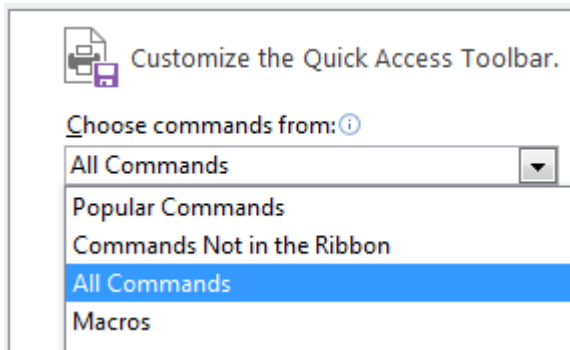 Customize the Quick Access Toolbar.
Choose commands from:
All Commands
Popular Commands
Commands Not in the Ribbon
All Commands
Macros